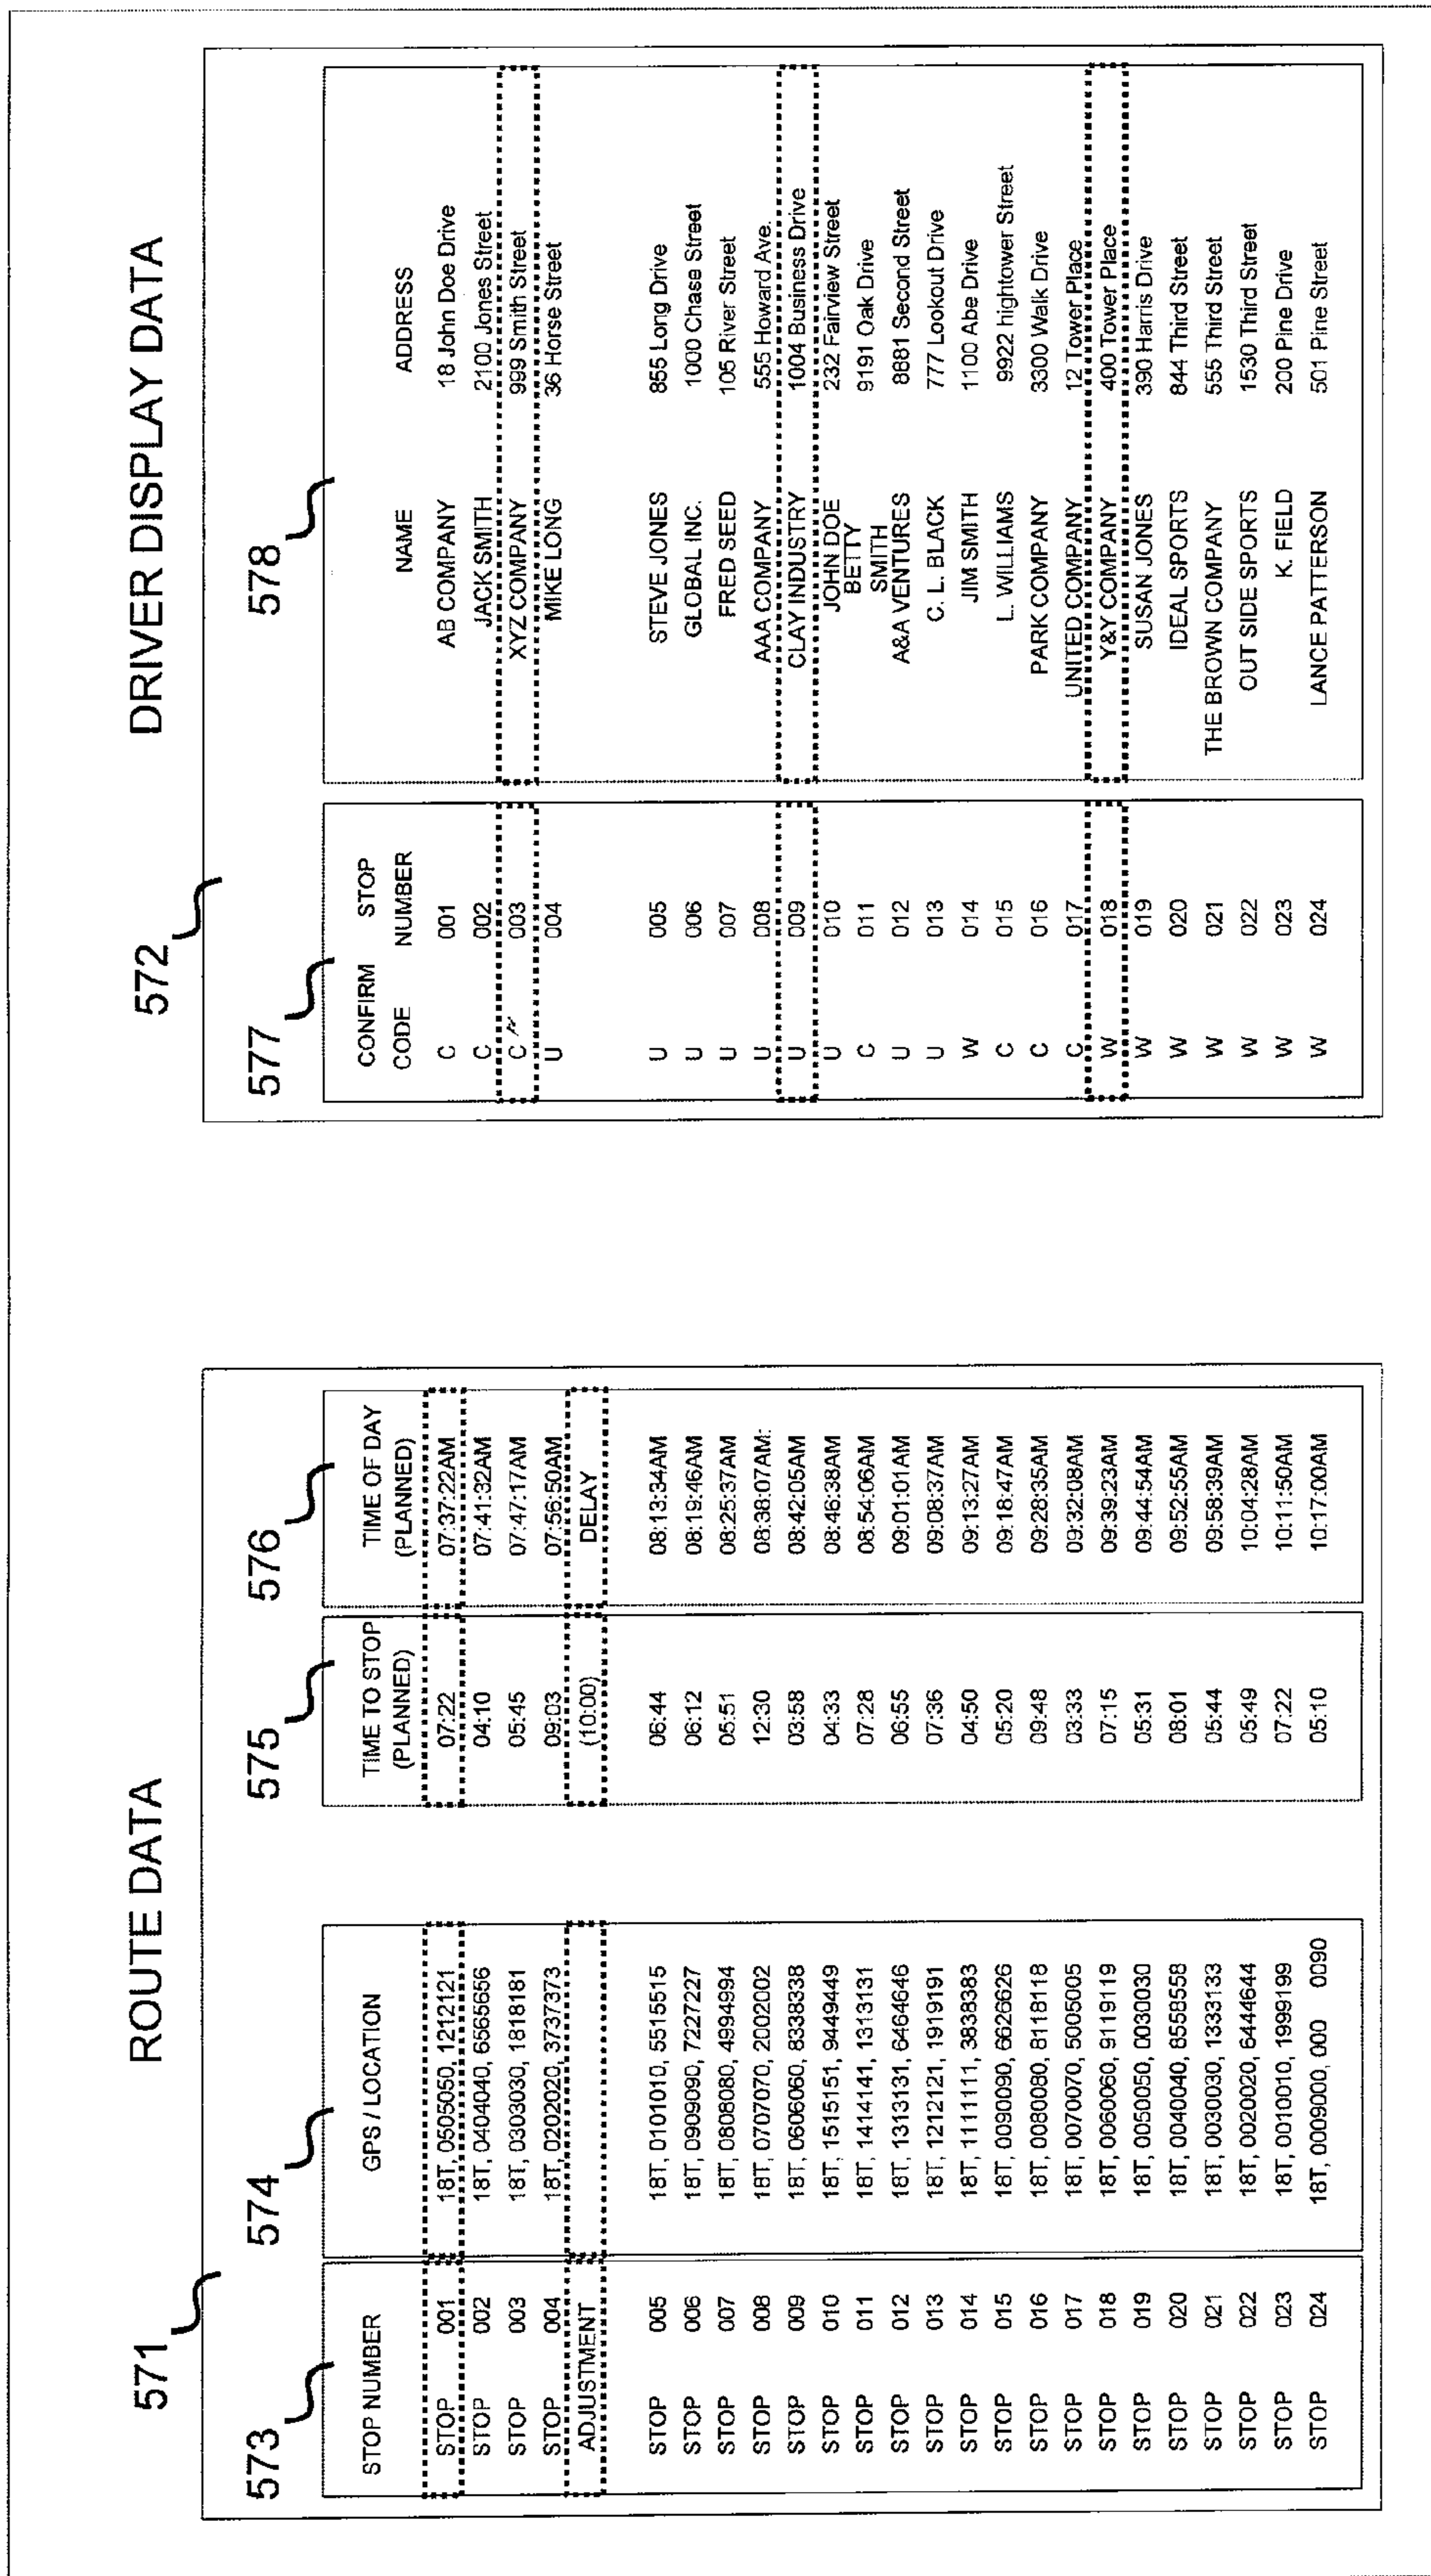 ROUTE DATA
571
573
574
575
576
STOP NUMBER GPS / LOCATION TIME TO STOP (PLANNED) TIME OF DAY (PLANNED)
STOP 001 18T, 0505050, 1212121 07:22 07:37:22AM
STOP 002 18T, 0404040, 6565656 04:10 07:41:32AM
STOP 003 18T, 0303030, 1818181 05:45 07:47:17AM
STOP 004 18T, 0202020, 3737373 09:03 07:56:50AM
ADJUSTMENT (10:00) DELAY
STOP 005 18T, 0101010, 5515515 06:44 08:13:34AM
STOP 006 18T, 0909090, 7227227 06:12 08:19:46AM
STOP 007 18T, 0808080, 4994994 05:51 08:25:37AM
STOP 008 18T, 0707070, 2002002 12:30 08:38:07AM:
STOP 009 18T, 0606060, 8338338 03:58 08:42:05AM
STOP 010 18T, 1515151, 9449449 04:33 08:46:38AM
STOP 011 18T, 1414141, 1313131 07:28 08:54:06AM
STOP 012 18T, 1313131, 6464646 06:55 09:01:01AM
STOP 013 18T, 1212121, 1919191 07:36 09:08:37AM
STOP 014 18T, 1111111, 3838383 04:50 09:13:27AM
STOP 015 18T, 0090090, 6626626 05:20 09:18:47AM
STOP 016 18T, 0080080, 8118118 09:48 09:28:35AM
STOP 017 18T, 0070070, 5005005 03:33 09:32:08AM
STOP 018 18T, 0060060, 9119119 07:15 09:39:23AM
STOP 019 18T, 0050050, 0030030 05:31 09:44:54AM
STOP 020 18T, 0040040, 8558558 08:01 09:52:55AM
STOP 021 18T, 0030030, 1333133 05:44 09:58:39AM
STOP 022 18T, 0020020, 6444644 05:49 10:04:28AM
STOP 023 18T, 0010010, 1999199 07:22 10:11:50AM
STOP 024 18T, 0009000, 000 0090 05:10 10:17:00AM
DRIVER DISPLAY DATA
572
577
578
CONFIRM CODE STOP NUMBER NAME ADDRESS
C 001 AB COMPANY 18 John Doe Drive
C 002 JACK SMITH 2100 Jones Street
C 003 XYZ COMPANY 999 Smith Street
U 004 MIKE LONG 36 Horse Street
U 005 STEVE JONES 855 Long Drive
U 006 GLOBAL INC. 1000 Chase Street
U 007 FRED SEED 105 River Street
U 008 AAA COMPANY 555 Howard Ave.
U 009 CLAY INDUSTRY 1004 Business Drive
U 010 JOHN DOE 232 Fairview Street
C 011 BETTY SMITH 9191 Oak Drive
U 012 A&A VENTURES 8881 Second Street
U 013 C. L. BLACK 777 Lookout Drive
W 014 JIM SMITH 1100 Abe Drive
C 015 L. WILLIAMS 9922 hightower Street
C 016 PARK COMPANY 3300 Walk Drive
C 017 UNITED COMPANY 12 Tower Place
W 018 Y&Y COMPANY 400 Tower Place
W 019 SUSAN JONES 390 Harris Drive
W 020 IDEAL SPORTS 844 Third Street
W 021 THE BROWN COMPANY 555 Third Street
W 022 OUT SIDE SPORTS 1530 Third Street
W 023 K. FIELD 200 Pine Drive
W 024 LANCE PATTERSON 501 Pine Street